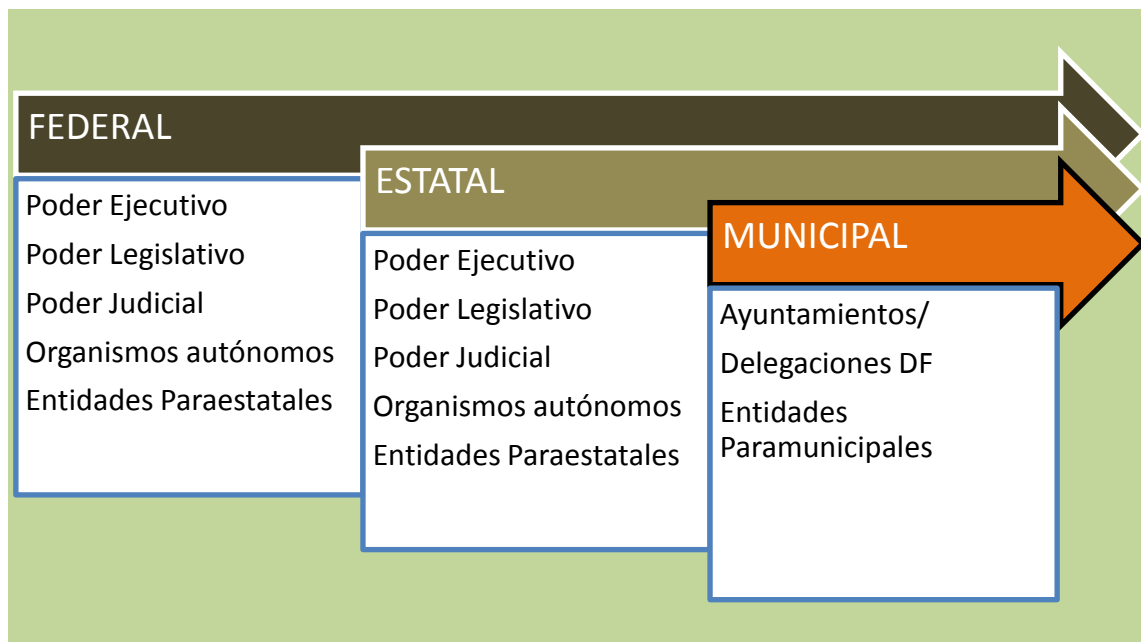 FEDERAL
Poder Ejecutivo
Poder Legislativo
Poder Judicial
Organismos autónomos
Entidades Paraestatales
ESTATAL
Poder Ejecutivo
Poder Legislativo
Poder Judicial
Organismos autónomos
Entidades Paraestatales
MUNICIPAL
Ayuntamientos/
Delegaciones DF
Entidades
Paramunicipales